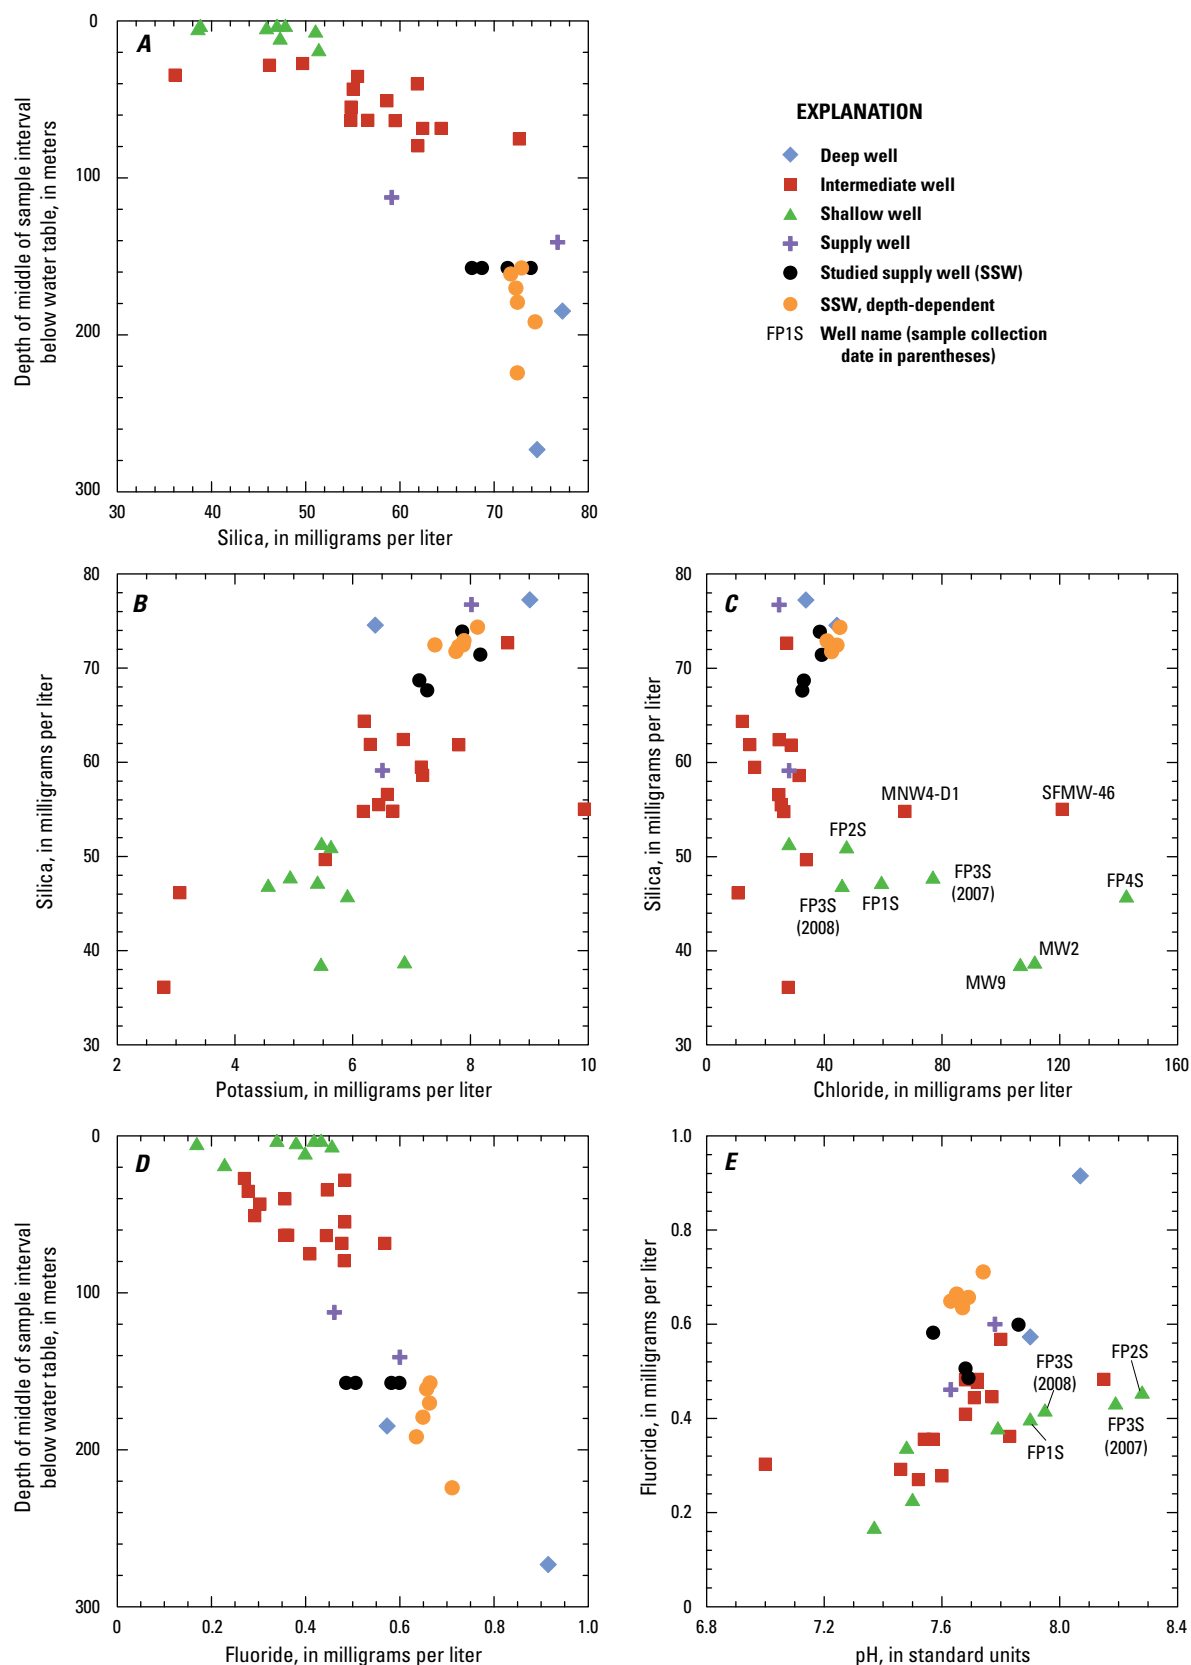 A
0
100
200
300
30
40
50
60
70
80
Depth of middle of sample interval
below water table, in meters
Silica, in milligrams per liter
EXPLANATION
Deep well
Intermediate well
Shallow well
Supply well
Studied supply well (SSW)
SSW, depth-dependent
FP1S Well name (sample collection
date in parentheses)
B
80
70
60
50
40
30
2
4
6
8
10
Silica, in milligrams per liter
Potassium, in milligrams per liter
C
80
70
60
50
40
30
0
40
80
120
160
Silica, in milligrams per liter
Chloride, in milligrams per liter
MNW4-D1
SFMW-46
FP2S
FP3S
(2007)
FP4S
FP3S
(2008)
FP1S
MW2
MW9
D
0
100
200
300
0
0.2
0.4
0.6
0.8
1.0
Depth of middle of sample interval
below water table, in meters
Fluoride, in milligrams per liter
E
1.0
0.8
0.6
0.4
0.2
0
6.8
7.2
7.6
8.0
8.4
Fluoride, in milligrams per liter
pH, in standard units
FP3S
(2008)
FP2S
FP1S
FP3S
(2007)